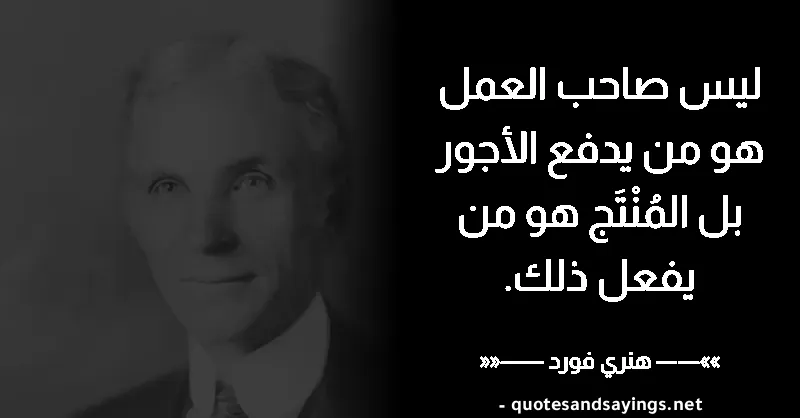 ليس صاحب العمل
هو من يدفع الأجور
بل المُنْتَج هو من
يفعل ذلك.
»»—— هنري فورد ——««
- quotesandsayings.net